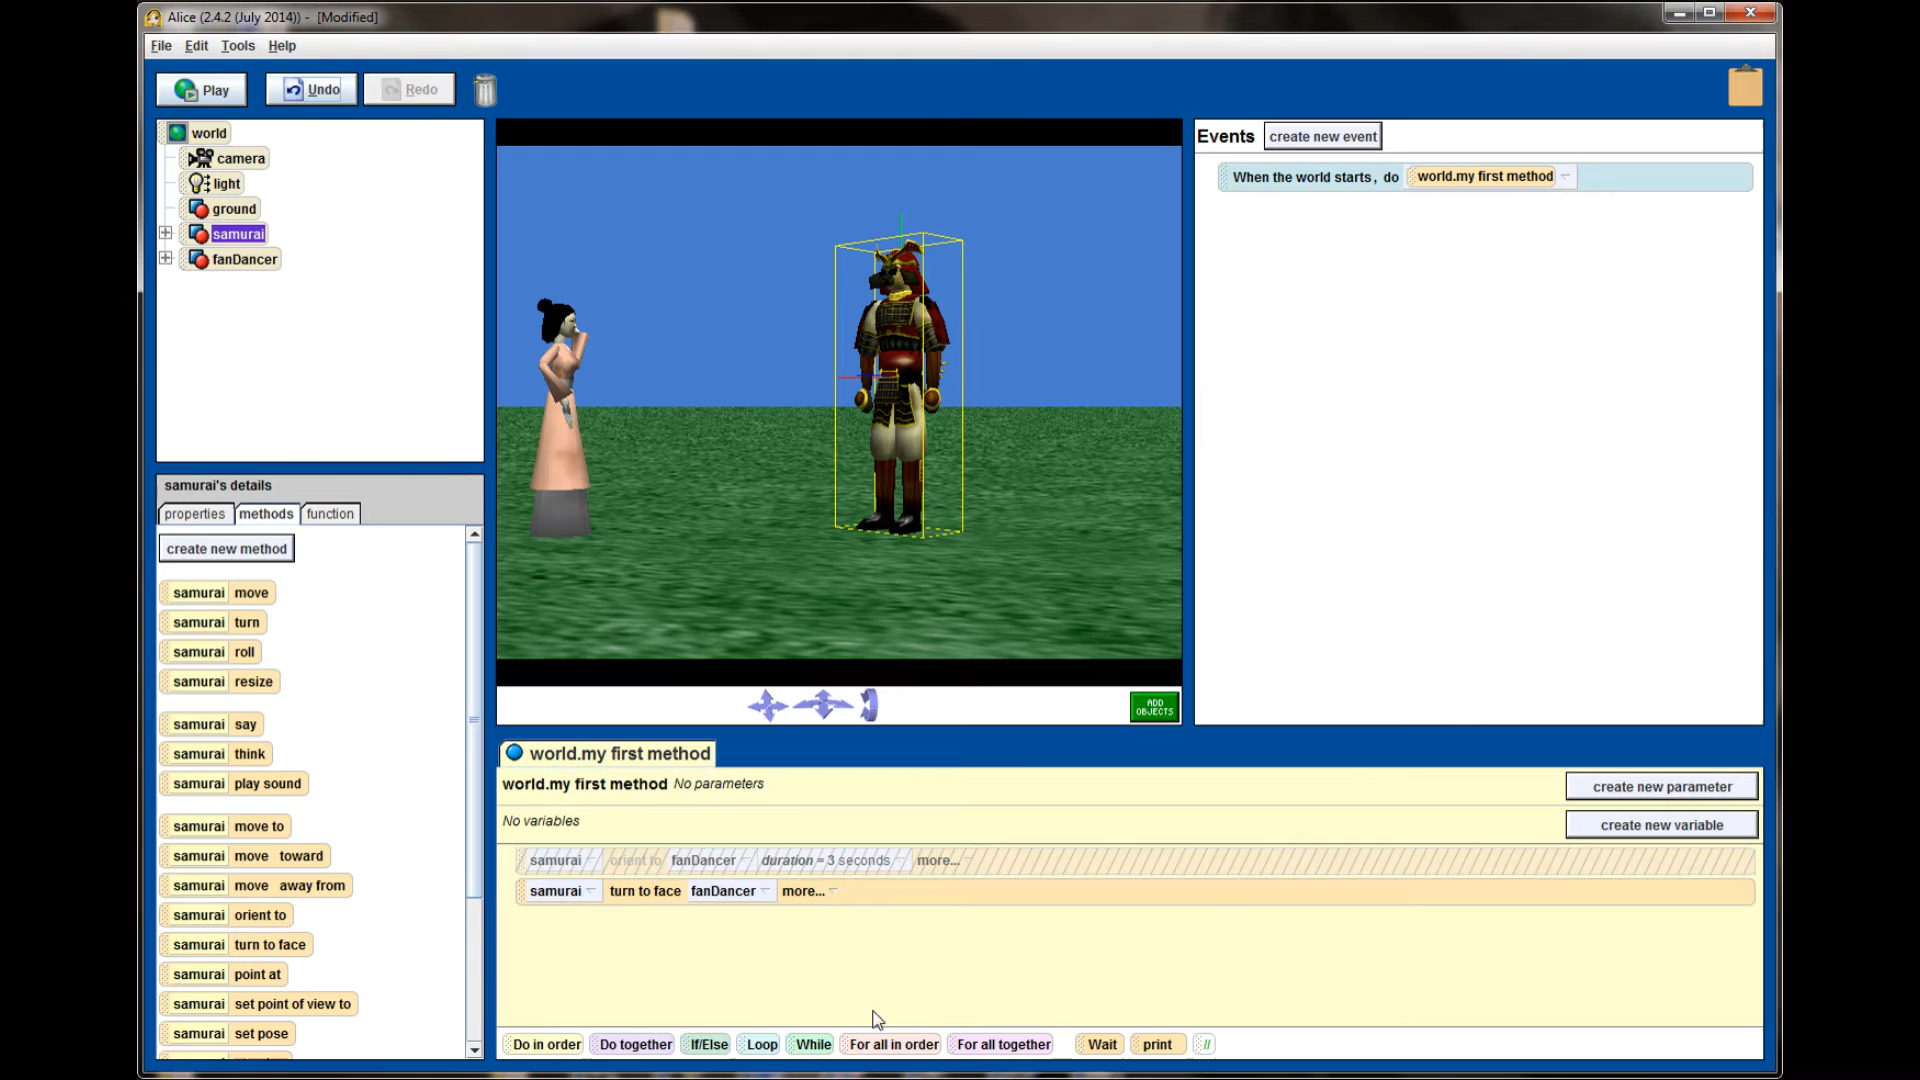 Alice (2.4.2 (July 2014)) - [Modified]
File Edit Tools Help
Play Undo Redo
world
camera
light
ground
samurai
fanDancer
Events create new event
When the world starts, do world.my first method
samurai's details
properties methods function
create new method
samurai move
samurai turn
samurai roll
samurai resize
samurai say
samurai think
samurai play sound
samurai move to
samurai move toward
samurai move away from
samurai orient to
samurai turn to face
samurai point at
samurai set point of view to
samurai set pose
ADD
OBJECTS
world.my first method
world.my first method No parameters
create new parameter
No variables
create new variable
samurai orient to fanDancer duration = 3 seconds more...
samurai turn to face fanDancer more...
Do in order Do together If/Else Loop While For all in order For all together Wait print //